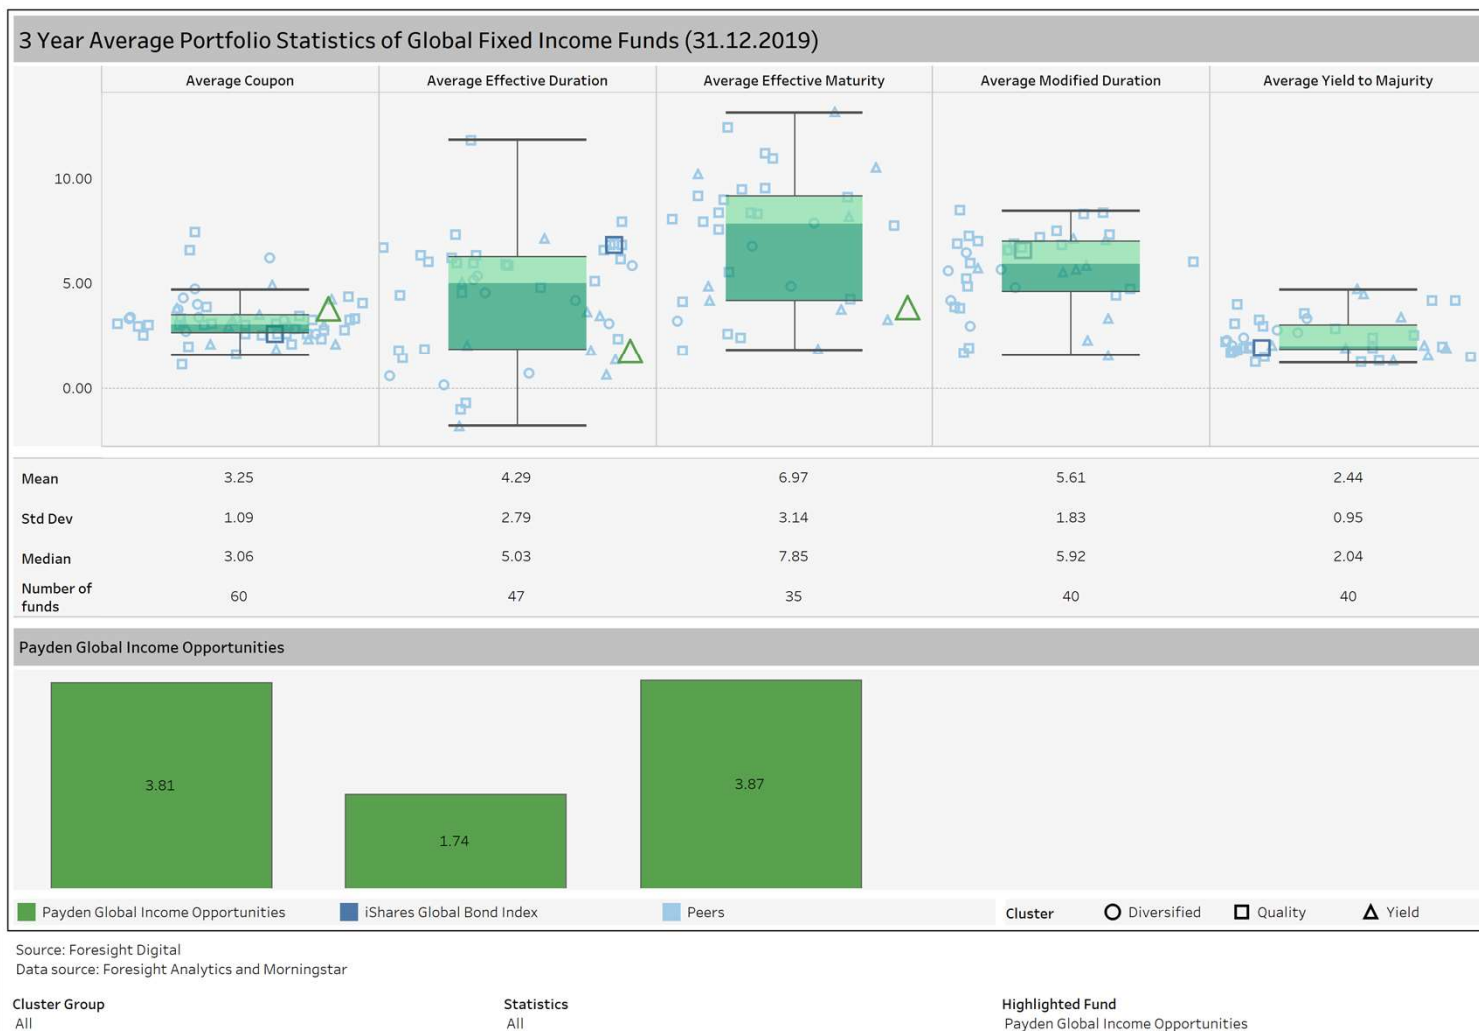 3 Year Average Portfolio Statistics of Global Fixed Income Funds (31.12.2019)
Average Coupon Average Effective Duration Average Effective Maturity Average Modified Duration Average Yield to Majurity
10.00
5.00
0.00
Mean 3.25 4.29 6.97 5.61 2.44
Std Dev 1.09 2.79 3.14 1.83 0.95
Median 3.06 5.03 7.85 5.92 2.04
Number of
funds 60 47 35 40 40
Payden Global Income Opportunities
3.81 1.74 3.87
Payden Global Income Opportunities iShares Global Bond Index Peers Cluster Diversified Quality Yield
Source: Foresight Digital
Data source: Foresight Analytics and Morningstar
Cluster Group Statistics Highlighted Fund
All All Payden Global Income Opportunities